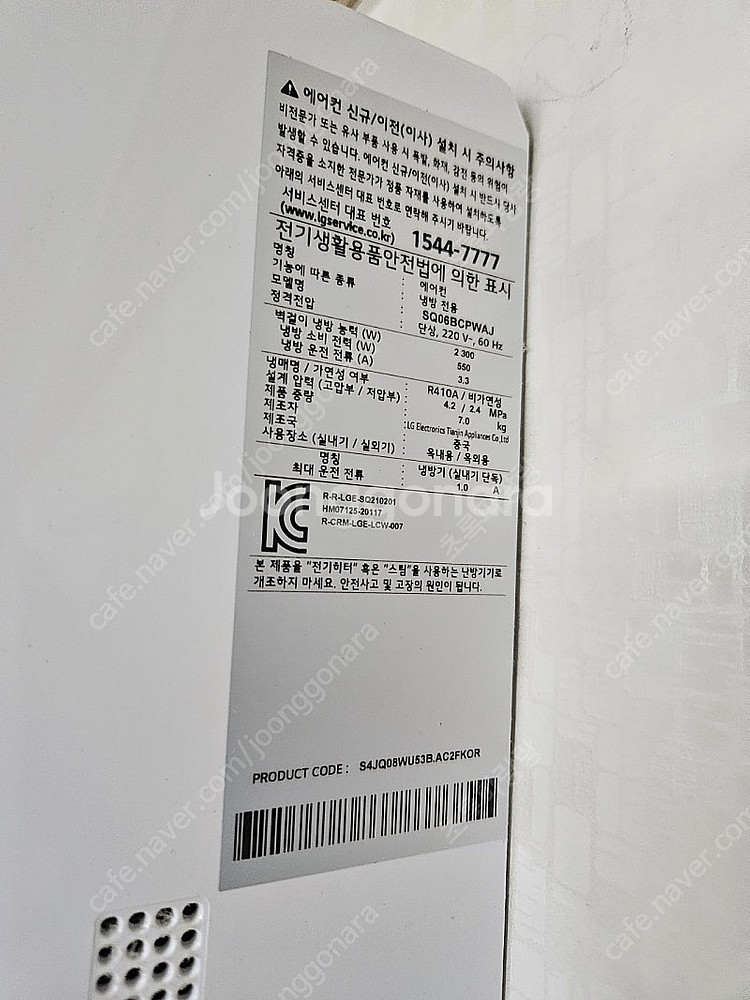 ⚠ 에어컨 신규/이전(이사) 설치 시 주의사항
비전문가 또는 유사 부품 사용 시 폭발, 화재, 감전 등의 위험이
발생할 수 있습니다. 에어컨 신규/이전(이사) 설치 시 반드시 당사
자격증을 소지한 전문가가 정품 자재를 사용하여 설치하도록
아래의 서비스센터 대표 번호로 연락해 주시기 바랍니다.
서비스센터 대표 번호
(www.lgservice.co.kr) 1544-7777
전기생활용품안전법에 의한 표시
명칭 : 에어컨
기능에 따른 종류 : 냉방 전용
모델명 : SQ06BCPWAJ
정격전압 : 단상, 220 V~, 60 Hz
벽걸이 냉방 능력 (W) 2 300
냉방 소비 전력 (W) : 550
냉방 운전 전류 (A) 3.3
냉매명 / 가연성 여부 : R410A / 비가연성
설계 압력 (고압부 / 저압부) : 4.2 / 2.4 MPa
제품 중량 : 7.0 kg
제조자 : LG Electronics Tianjin Appliances Co.,Ltd
제조국 : 중국
사용장소 (실내기 / 실외기) : 옥내용 / 옥외용
명칭 : 냉방기 (실내기 단독)
최대 운전 전류 : 1.0 A
R-R-LGE-SQ210201
HM07125-20117
R-CRM-LGE-LCW-007
본 제품을 "전기히터" 혹은 "스팀"을 사용하는 난방기기로
개조하지 마세요. 안전사고 및 고장의 원인이 됩니다.
PRODUCT CODE : S4JQ08WU53B.AC2FKOR
Joonggonara
cafe.naver.com/joonggonara